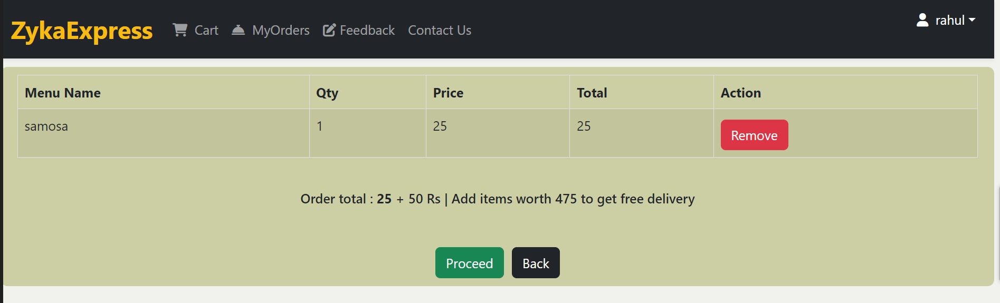 ZykaExpress Cart MyOrders Feedback Contact Us rahul
Menu Name Qty Price Total Action
samosa 1 25 25 Remove
Order total : 25 + 50 Rs | Add items worth 475 to get free delivery
Proceed Back